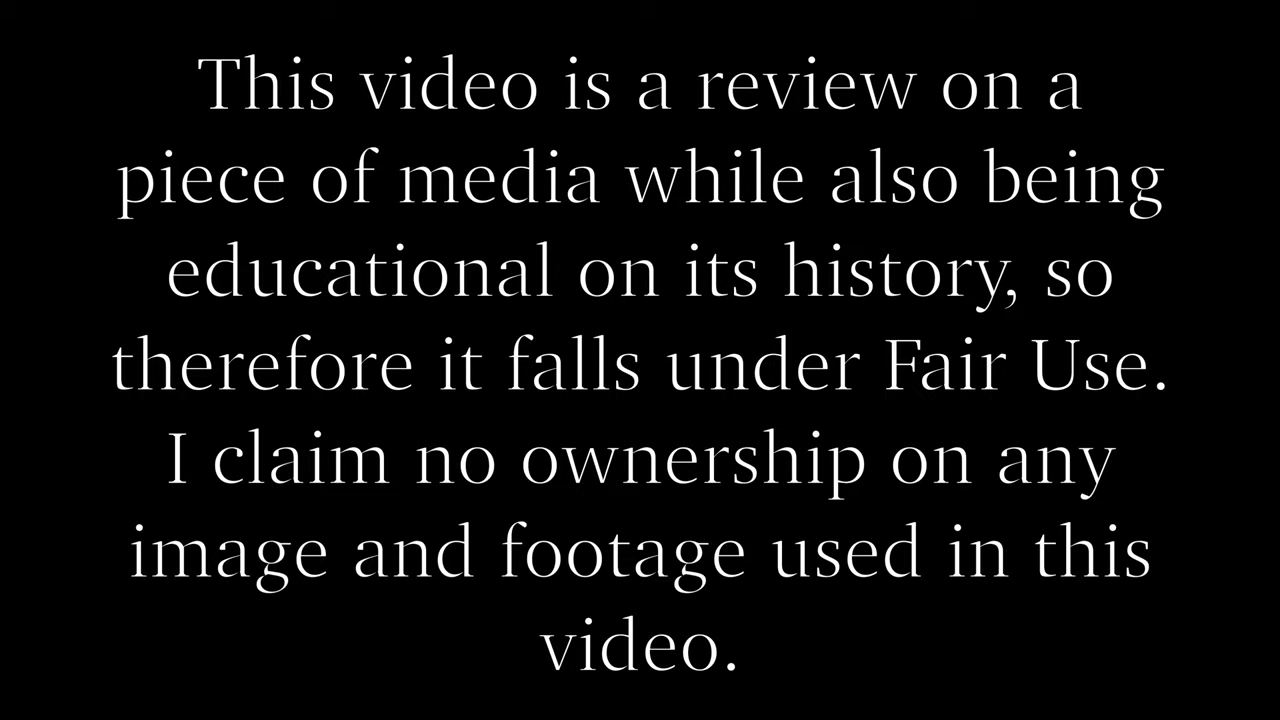 This video is a review on a
piece of media while also being
educational on its history, so
therefore it falls under Fair Use.
I claim no ownership on any
image and footage used in this
video.